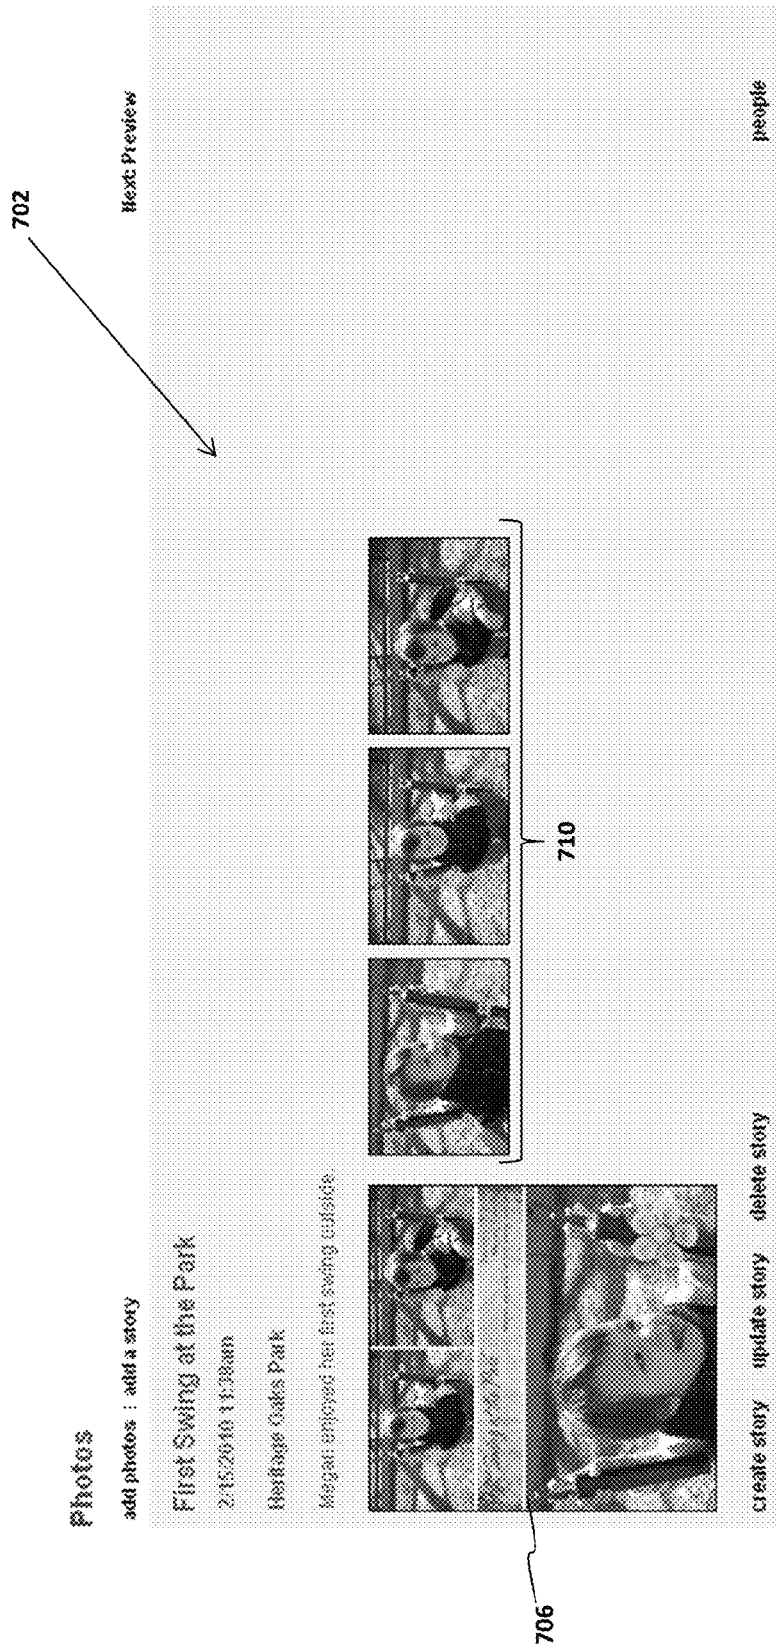 Photos
add photos : add a story
Next: Preview
702
First Swing at the Park
2/15/2010 11:38am
Heritage Oaks Park
Megan enjoyed her first swing outside.
706
710
create story update story delete story
people